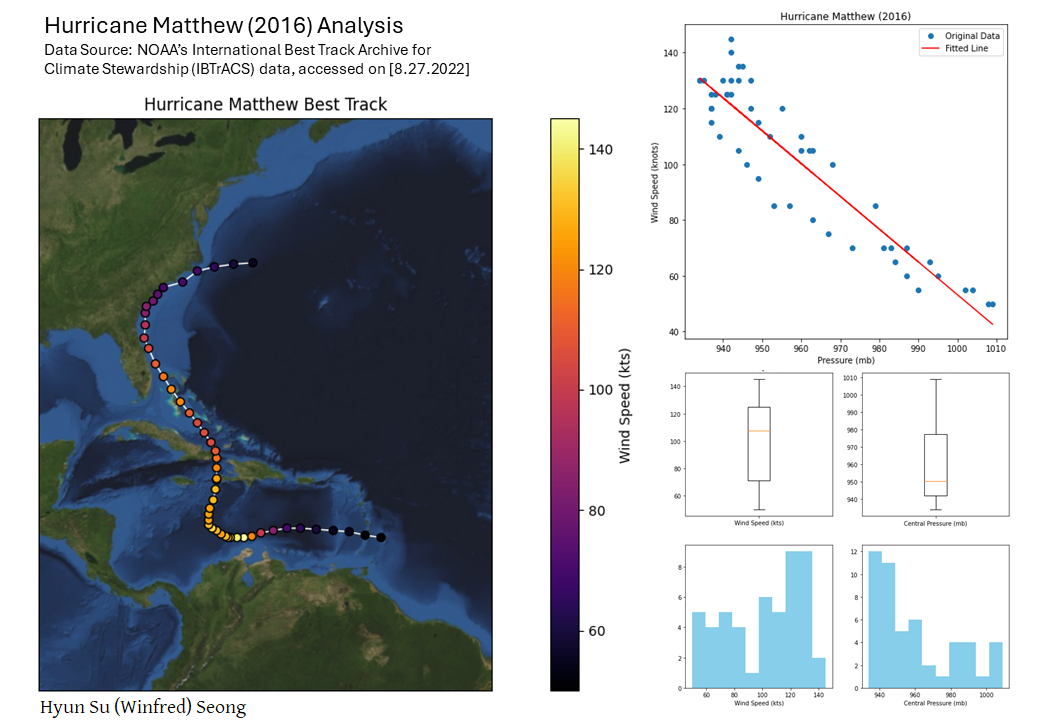 Hurricane Matthew (2016) Analysis
Data Source: NOAA's International Best Track Archive for
Climate Stewardship (IBTrACS) data, accessed on [8.27.2022]
Hurricane Matthew Best Track
140
120
100
80
60
Wind Speed (kts)
Hyun Su (Winfred) Seong
Hurricane Matthew (2016)
Original Data
Fitted Line
140
120
100
80
60
40
Wind Speed (knots)
940 950 960 970 980 990 1000 1010
Pressure (mb)
140
120
100
80
60
Wind Speed (kts)
1010
1000
990
980
970
960
950
940
Central Pressure (mb)
8
6
4
2
0
60 80 100 120 140
Wind Speed (kts)
12
10
8
6
4
2
0
940 960 980 1000
Central Pressure (mb)